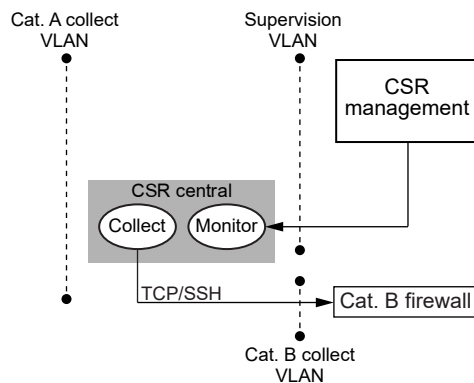 Cat. A collect
VLAN
Supervision
VLAN
CSR
management
CSR central
Collect
Monitor
TCP/SSH
Cat. B firewall
Cat. B collect
VLAN